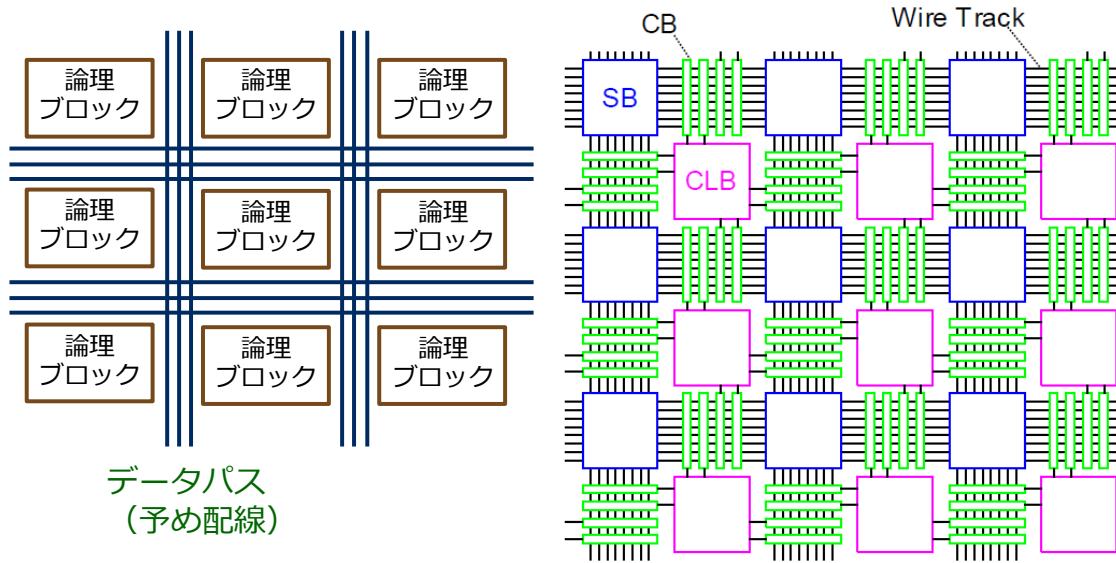 論理
ブロック
論理
ブロック
論理
ブロック
論理
ブロック
論理
ブロック
論理
ブロック
論理
ブロック
論理
ブロック
論理
ブロック
データパス
（予め配線）
CB
Wire Track
SB
CLB